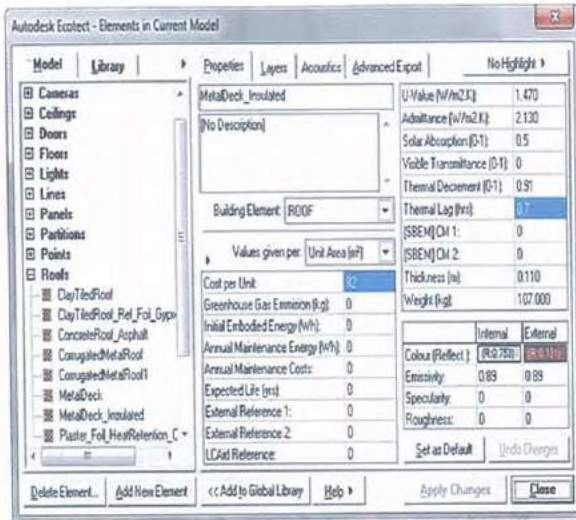 Autodesk Ecotect - Elements in Current Model
Model Library
Cameras
Ceilings
Doors
Floors
Lights
Lines
Panels
Partitions
Points
Roofs
ClayTiledRoof
ClayTiledRoof_Ref_Foil_Gyps
ConcreteRoof_Asphalt
CorrugatedMetalRoof
CorrugatedMetalRoof1
MetalDeck
MetalDeck_Insulated
Plaster_Foil_HeatRetention_C
Properties Layers Acoustics Advanced Export
No Highlight
MetalDeck_Insulated
[No Description]
Building Element: ROOF
Values given per: Unit Area (m²)
Cost per Unit: 92
Greenhouse Gas Emmision (kg): 0
Initial Embodied Energy (Wh): 0
Annual Maintenance Energy (Wh): 0
Annual Maintenance Costs: 0
Expected Life (yrs): 0
External Reference 1: 0
External Reference 2: 0
LCAid Reference: 0
U-Value (W/m2.K): 1.470
Admittance (W/m2.K): 2.130
Solar Absorption (0-1): 0.5
Visible Transmittance (0-1): 0
Thermal Decrement (0-1): 0.91
Thermal Lag (hrs): 0.7
[SBEM] CM 1: 0
[SBEM] CM 2: 0
Thickness (m): 0.110
Weight (kg): 107.000
Internal External
Colour (Reflect.): (R:0.753)
Emissivity: 0.89 0.89
Specularity: 0 0
Roughness: 0 0
Set as Default Undo Changes
Delete Element... Add New Element << Add to Global Library Help Apply Changes Close